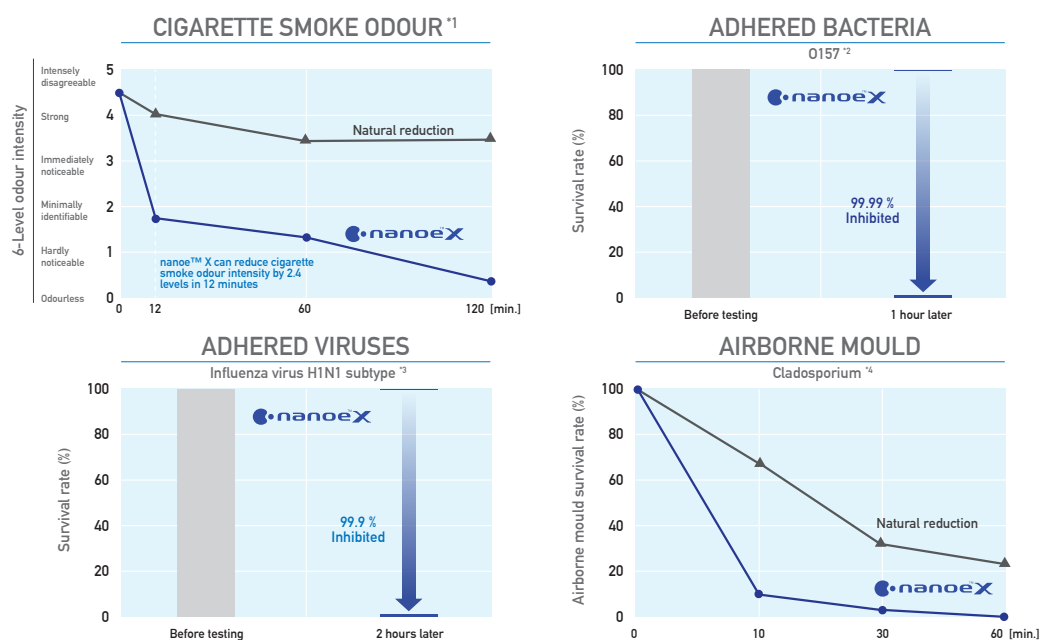 CIGARETTE SMOKE ODOUR *1
6-Level odour intensity
Intensely
disagreeable
Strong
Immediately
noticeable
Minimally
identifiable
Hardly
noticeable
Odourless
5
4
3
2
1
0
Natural reduction
nanoe™X
nanoe™ X can reduce cigarette
smoke odour intensity by 2.4
levels in 12 minutes
0 12 60 120 [min.]
ADHERED BACTERIA
O157 *2
Survival rate (%)
100
80
60
40
20
0
nanoe™X
99.99 %
Inhibited
Before testing 1 hour later
ADHERED VIRUSES
Influenza virus H1N1 subtype *3
Survival rate (%)
100
80
60
40
20
0
nanoe™X
99.9 %
Inhibited
Before testing 2 hours later
AIRBORNE MOULD
Cladosporium *4
Airborne mould survival rate (%)
100
80
60
40
20
0
Natural reduction
nanoe™X
0 10 30 60 [min.]